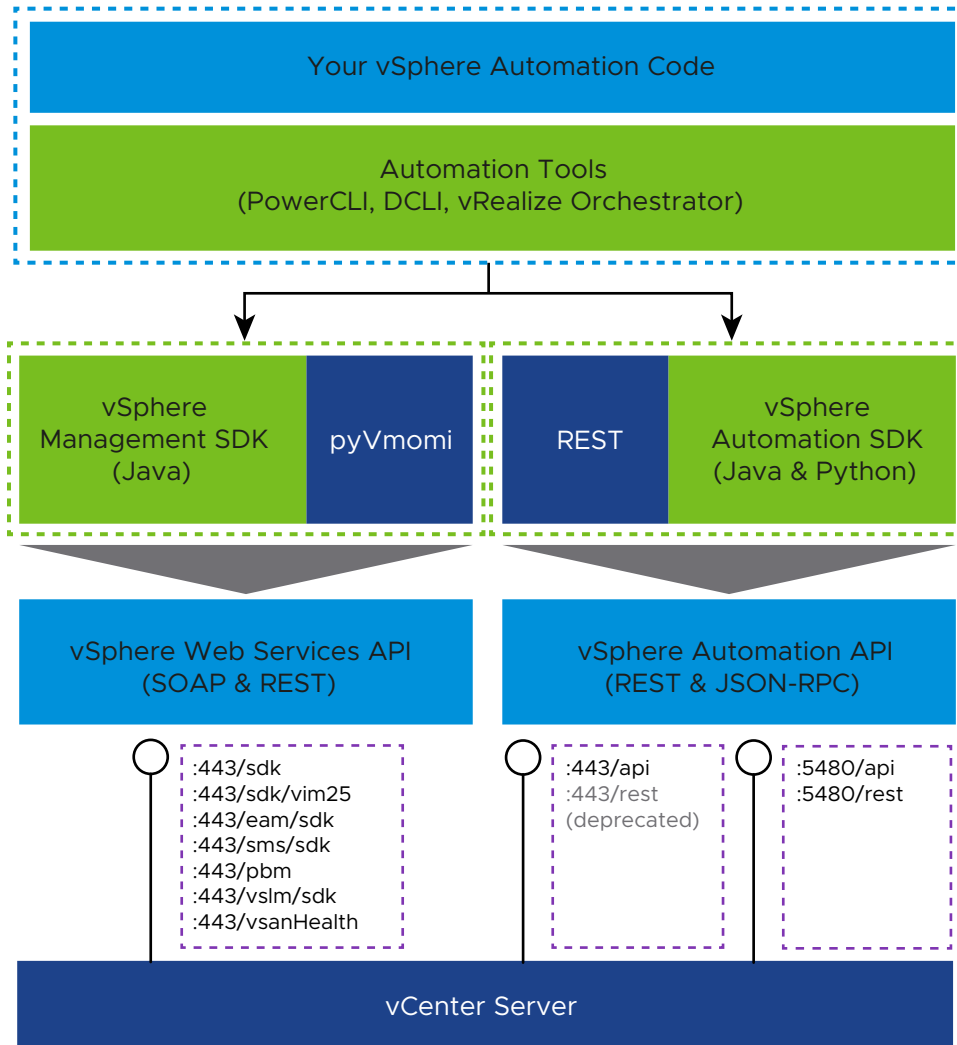 Your vSphere Automation Code
Automation Tools
(PowerCLI, DCLI, vRealize Orchestrator)
vSphere
Management SDK
(Java)
pyVmomi
REST
vSphere
Automation SDK
(Java & Python)
vSphere Web Services API
(SOAP & REST)
vSphere Automation API
(REST & JSON-RPC)
:443/sdk
:443/sdk/vim25
:443/eam/sdk
:443/sms/sdk
:443/pbm
:443/vslm/sdk
:443/vsanHealth
:443/api
:443/rest
(deprecated)
:5480/api
:5480/rest
vCenter Server